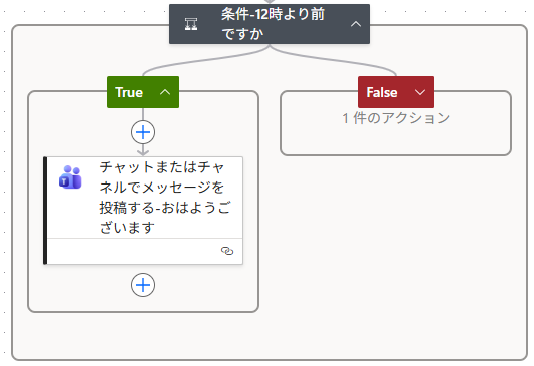 条件-12時より前
ですか
True
False
1 件のアクション
チャットまたはチャ
ネルでメッセージを
投稿する-おはようご
ざいます